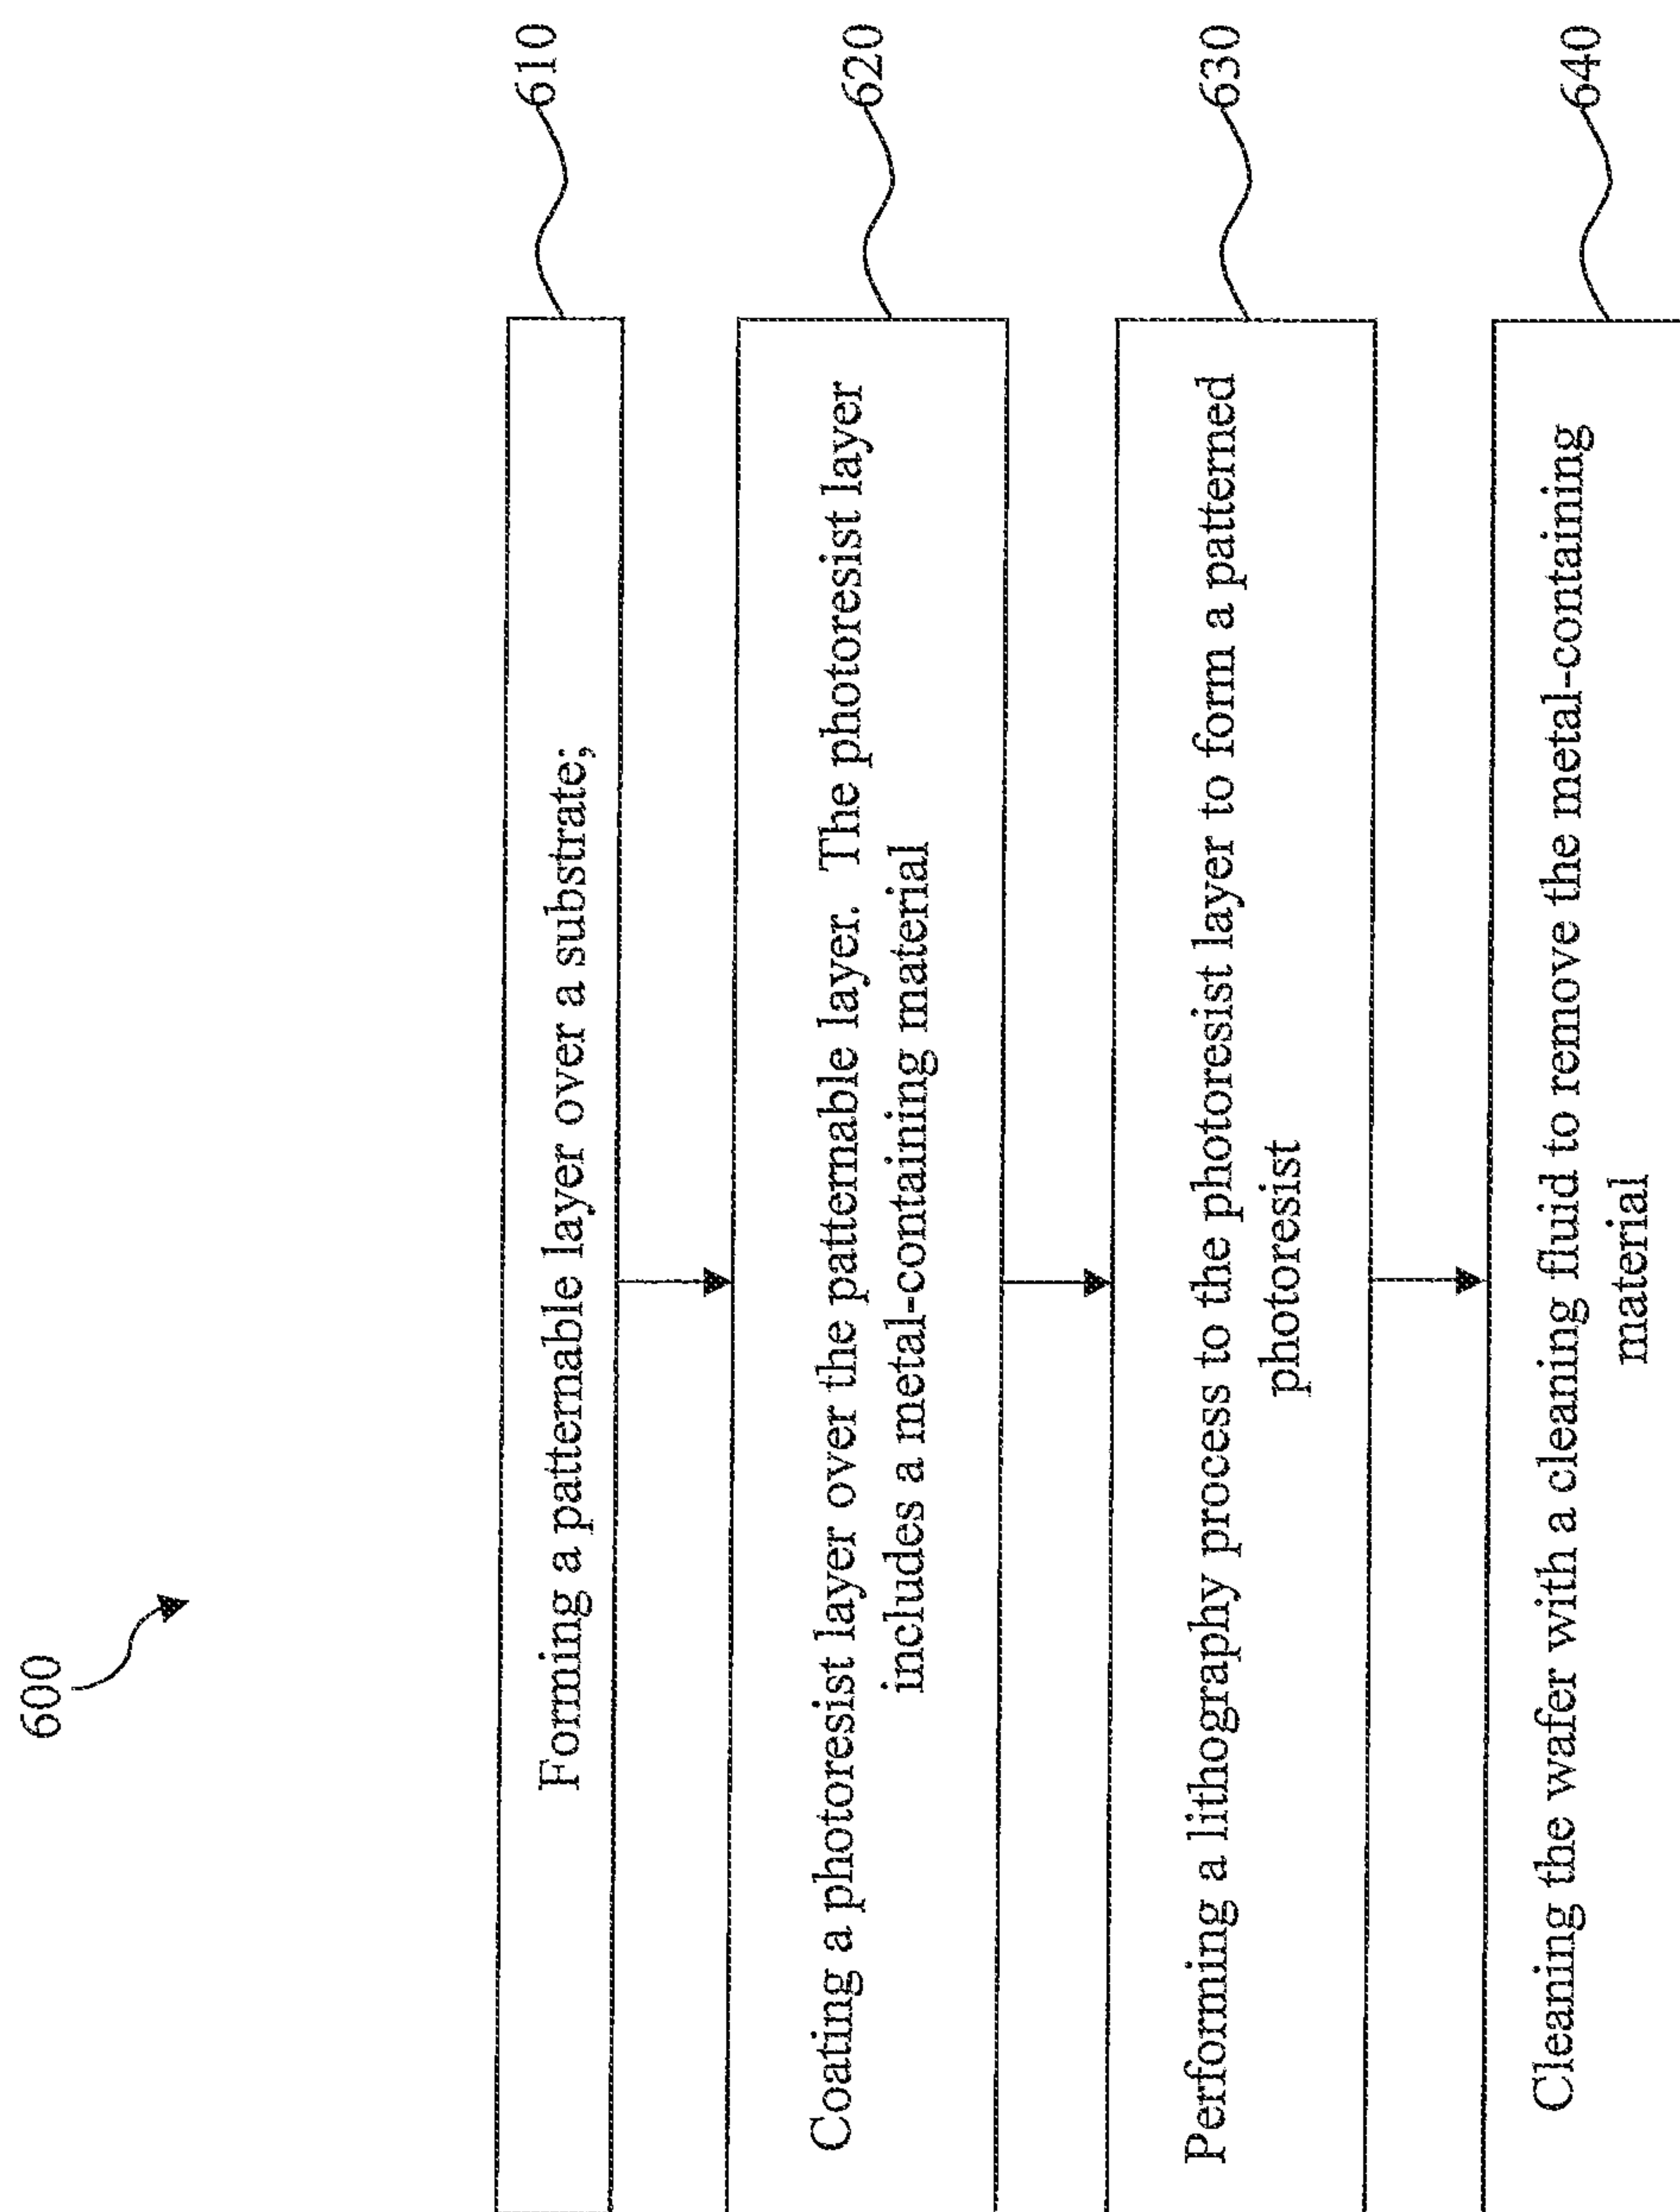 600
Forming a patternable layer over a substrate;
610
Coating a photoresist layer over the patternable layer. The photoresist layer
includes a metal-containing material
620
Performing a lithography process to the photoresist layer to form a patterned
photoresist
630
Cleaning the wafer with a cleaning fluid to remove the metal-containing
material
640